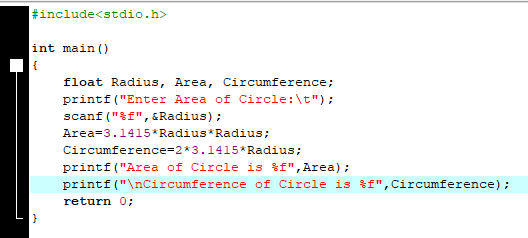 #include<stdio.h>
int main()
{
float Radius, Area, Circumference;
printf("Enter Area of Circle:\t");
scanf("%f",&Radius);
Area=3.1415*Radius*Radius;
Circumference=2*3.1415*Radius;
printf("Area of Circle is %f",Area);
printf("\nCircumference of Circle is %f",Circumference);
return 0;
}